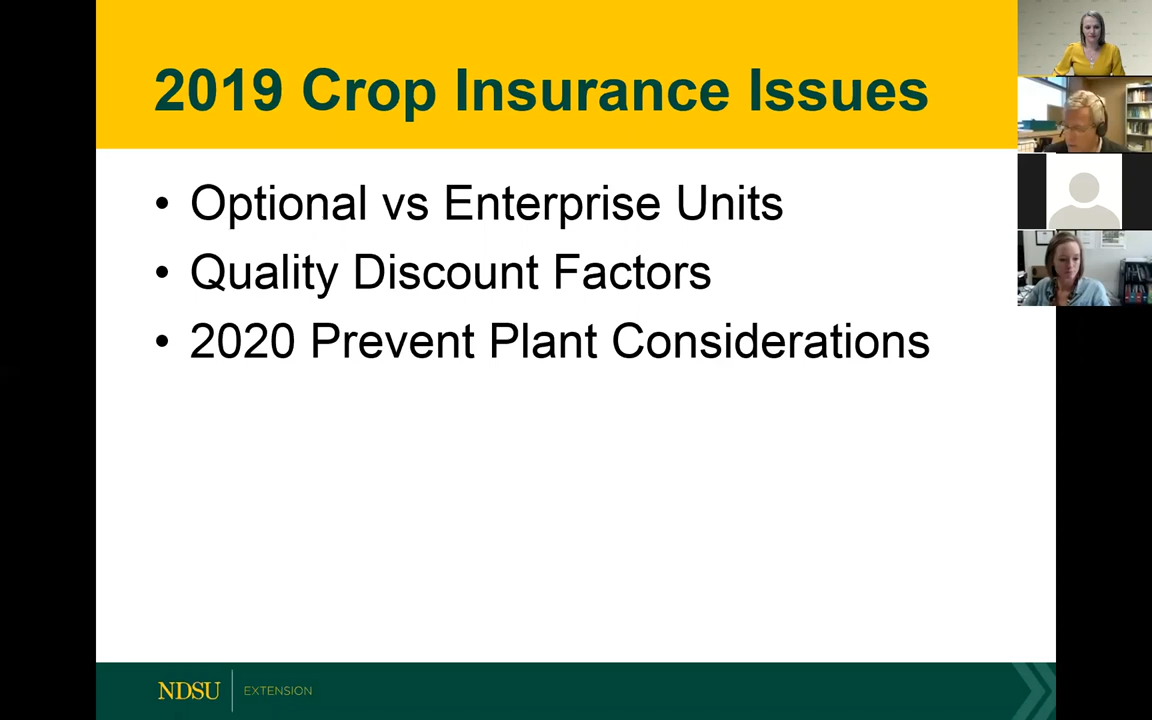 2019 Crop Insurance Issues
• Optional vs Enterprise Units
• Quality Discount Factors
• 2020 Prevent Plant Considerations
NDSU EXTENSION